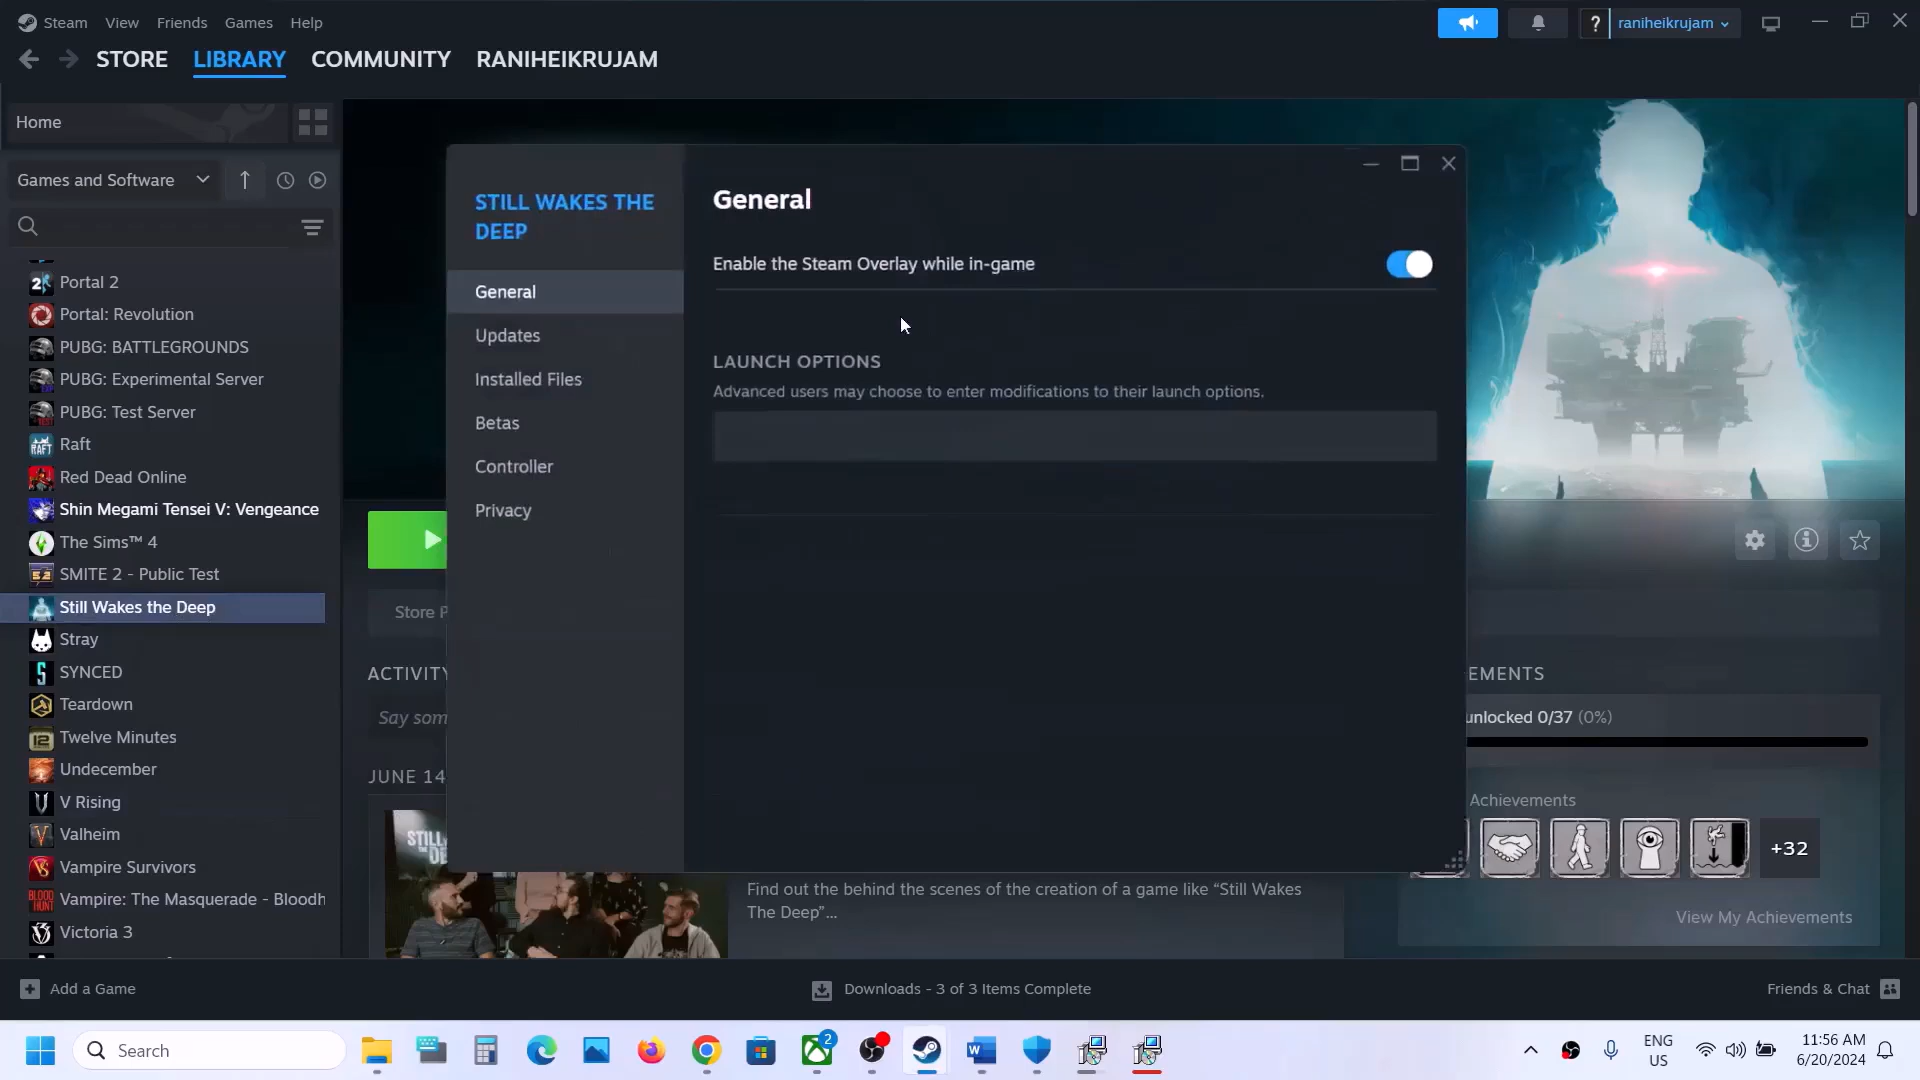 Steam View Friends Games Help
? raniheikrujam
STORE LIBRARY COMMUNITY RANIHEIKRUJAM
Home
Games and Software
Portal 2
Portal: Revolution
PUBG: BATTLEGROUNDS
PUBG: Experimental Server
PUBG: Test Server
Raft
Red Dead Online
Shin Megami Tensei V: Vengeance
The Sims™ 4
SMITE 2 - Public Test
Still Wakes the Deep
Stray
SYNCED
Teardown
Twelve Minutes
Undecember
V Rising
Valheim
Vampire Survivors
Vampire: The Masquerade - Bloodh
Victoria 3
STILL WAKES THE
DEEP
General
Updates
Installed Files
Betas
Controller
Privacy
General
Enable the Steam Overlay while in-game
LAUNCH OPTIONS
Advanced users may choose to enter modifications to their launch options.
Store P
ACTIVITY
Say som
JUNE 14
Find out the behind the scenes of the creation of a game like “Still Wakes
The Deep”...
EMENTS
unlocked 0/37 (0%)
Achievements
+32
View My Achievements
Add a Game
Downloads - 3 of 3 Items Complete
Friends & Chat
Search
2
ENG
US
11:56 AM
6/20/2024